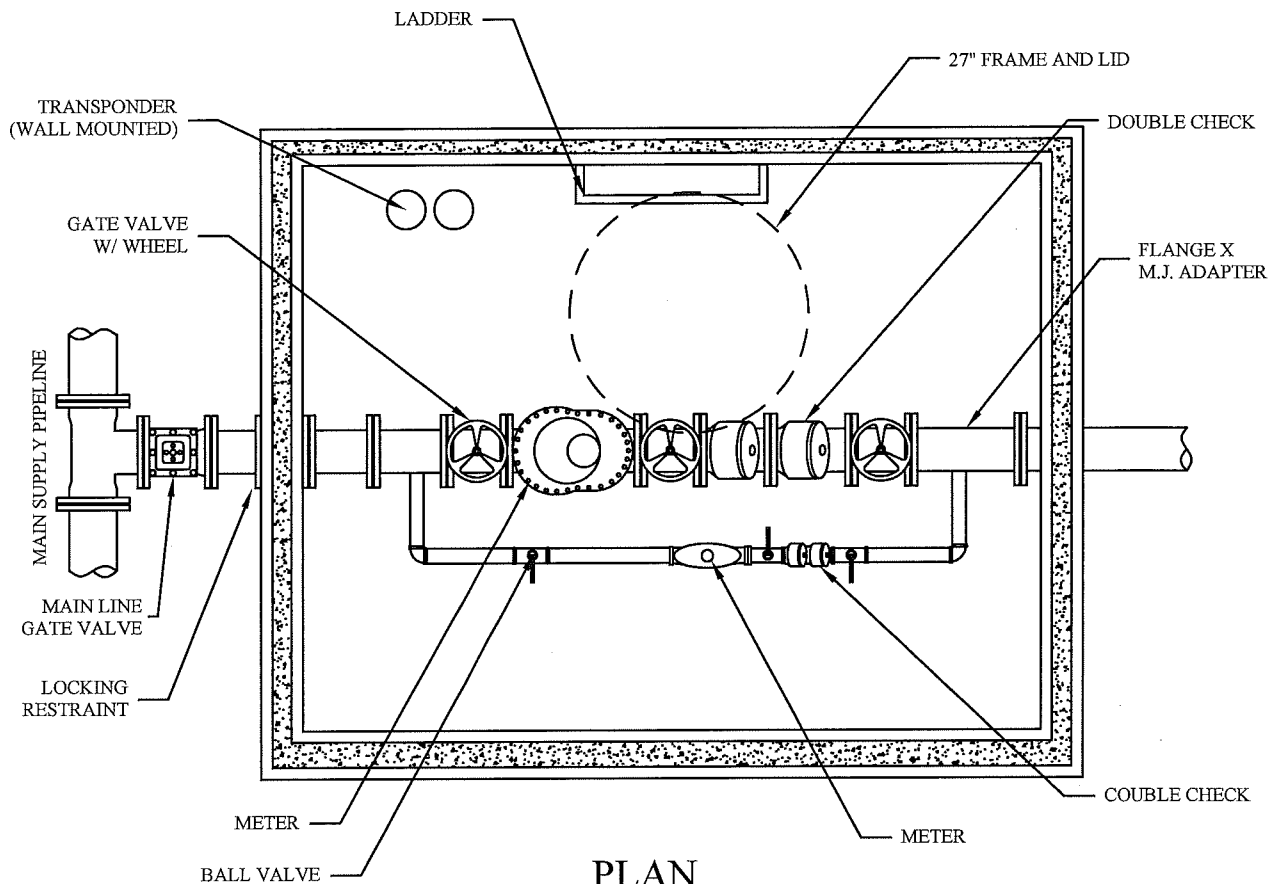 LADDER
27" FRAME AND LID
TRANSPONDER
(WALL MOUNTED)
DOUBLE CHECK
GATE VALVE
W/ WHEEL
FLANGE X
M.J. ADAPTER
MAIN SUPPLY PIPELINE
MAIN LINE
GATE VALVE
LOCKING
RESTRAINT
COUBLE CHECK
METER
METER
BALL VALVE
PLAN